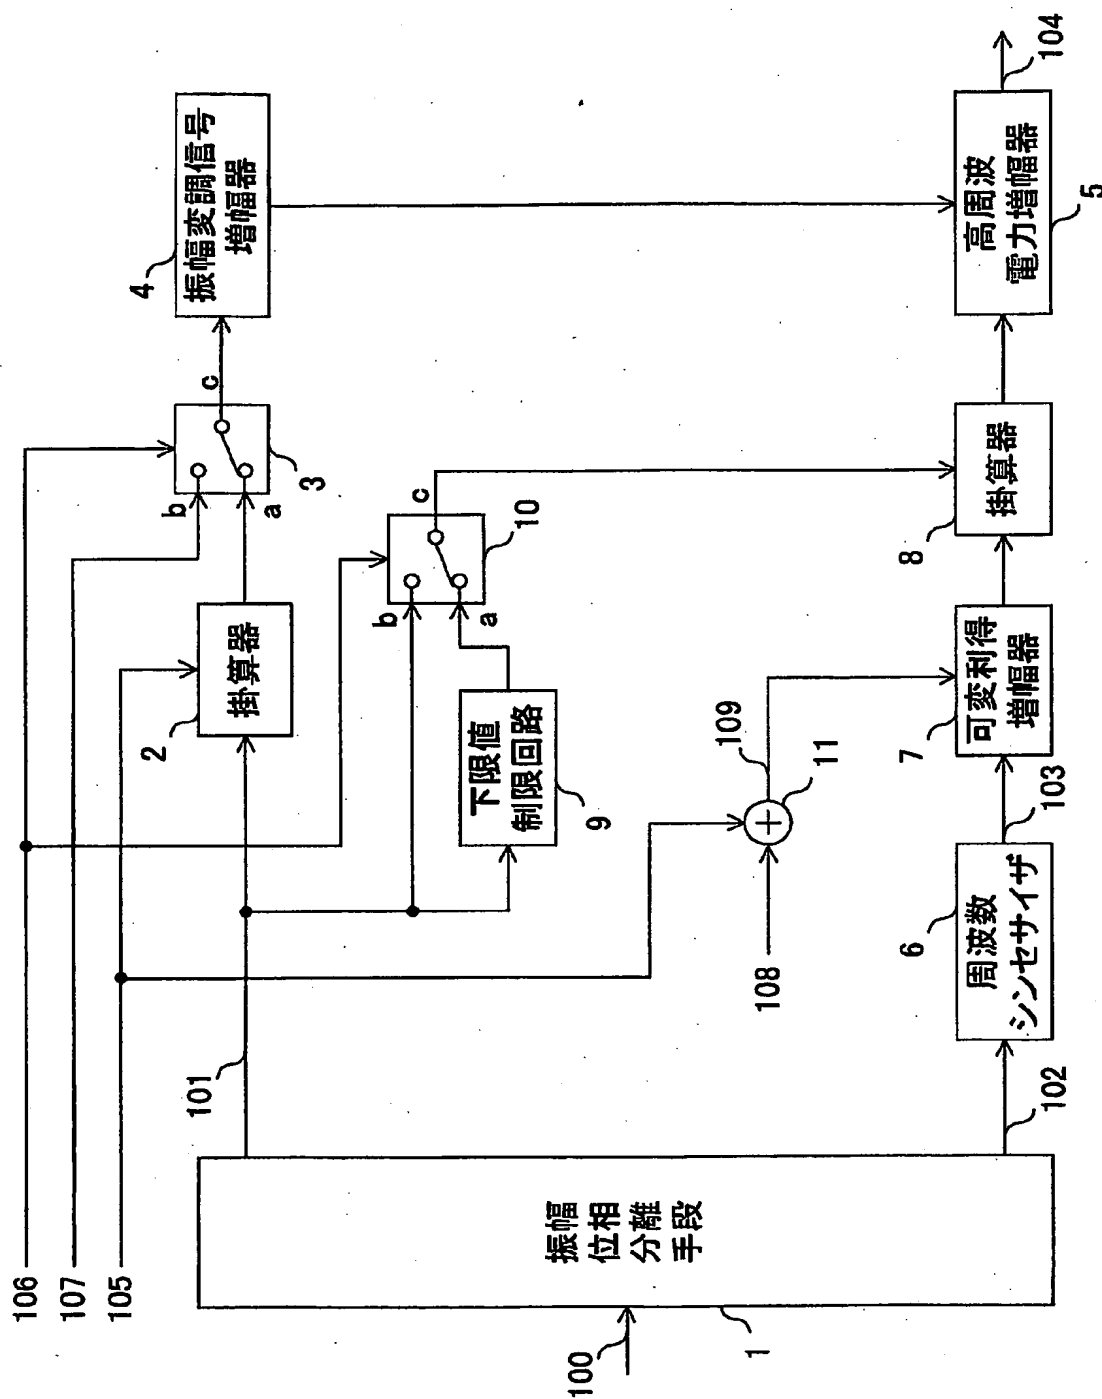 106
107
105
100
1
振幅
位相
分離
手段
101
102
2
掛算器
b
a
c
3
4
振幅変調信号
増幅器
b
a
c
10
下限値
制限回路
9
108
109
11
6
周波数
シンセサイザ
103
7
可変利得
増幅器
8
掛算器
高周波
電力増幅器
5
104